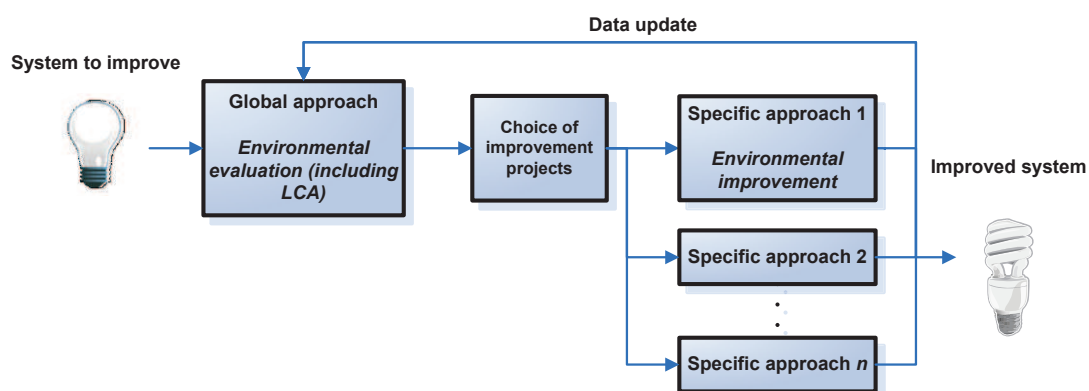 Data update
System to improve
Global approach
Environmental
evaluation (including
LCA)
Choice of
improvement
projects
Specific approach 1
Environmental
improvement
Improved system
Specific approach 2
Specific approach n